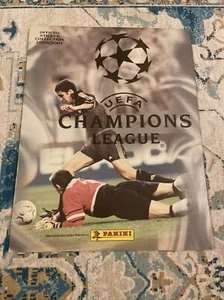 OFFICIAL
STICKER
COLLECTION
2000/2001
UEFA
CHAMPIONS
LEAGUE
PANINI